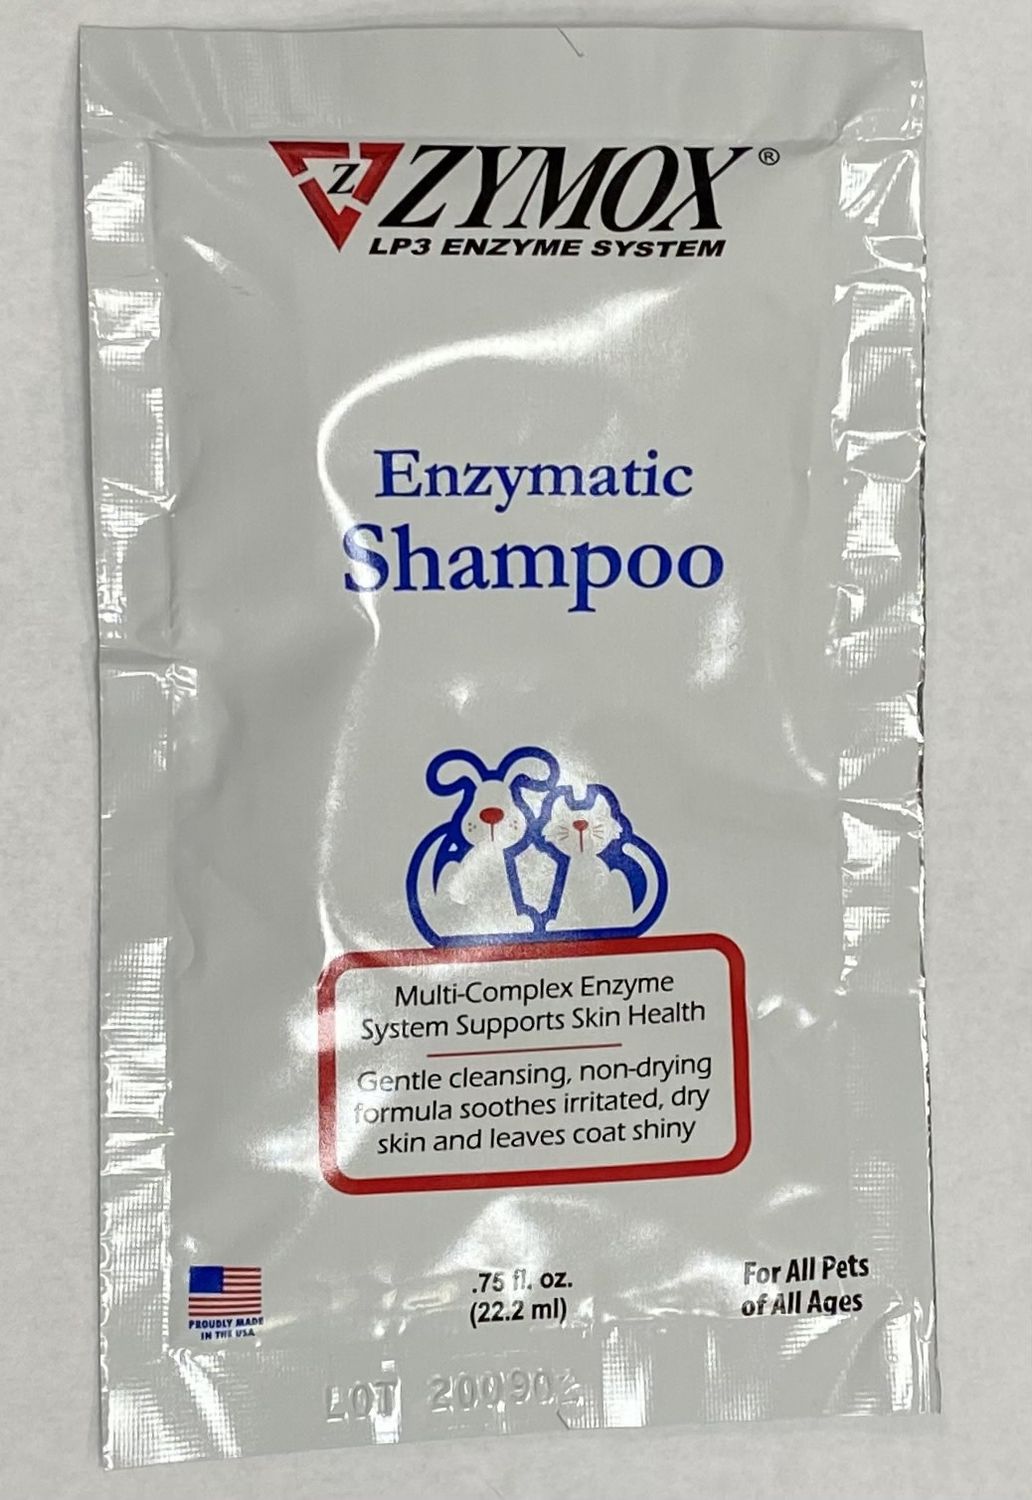 Z ZYMOX®
LP3 ENZYME SYSTEM
Enzymatic
Shampoo
Multi-Complex Enzyme
System Supports Skin Health
Gentle cleansing, non-drying
formula soothes irritated, dry
skin and leaves coat shiny
PROUDLY MADE
IN THE USA
.75 fl. oz.
(22.2 ml)
For All Pets
of All Ages
LOT